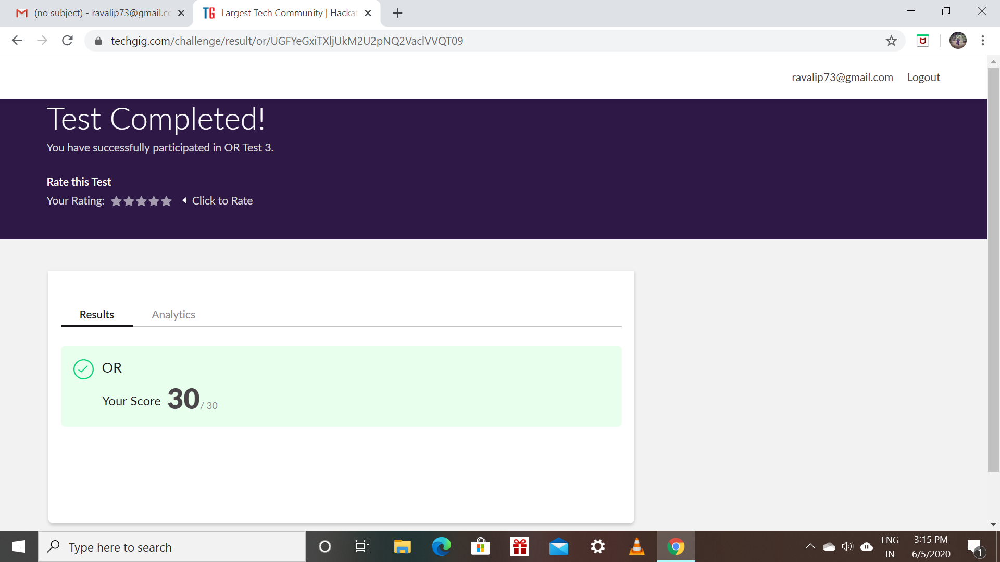 (no subject) - ravalip73@gmail.cc
Largest Tech Community | Hacka
techgig.com/challenge/result/or/UGFYeGxiTXljUkM2U2pNQ2VaclVVQT09
ravalip73@gmail.com Logout
Test Completed!
You have successfully participated in OR Test 3.
Rate this Test
Your Rating: Click to Rate
Results Analytics
OR
Your Score 30 / 30
Type here to search
ENG 3:15 PM
IN 6/5/2020
1